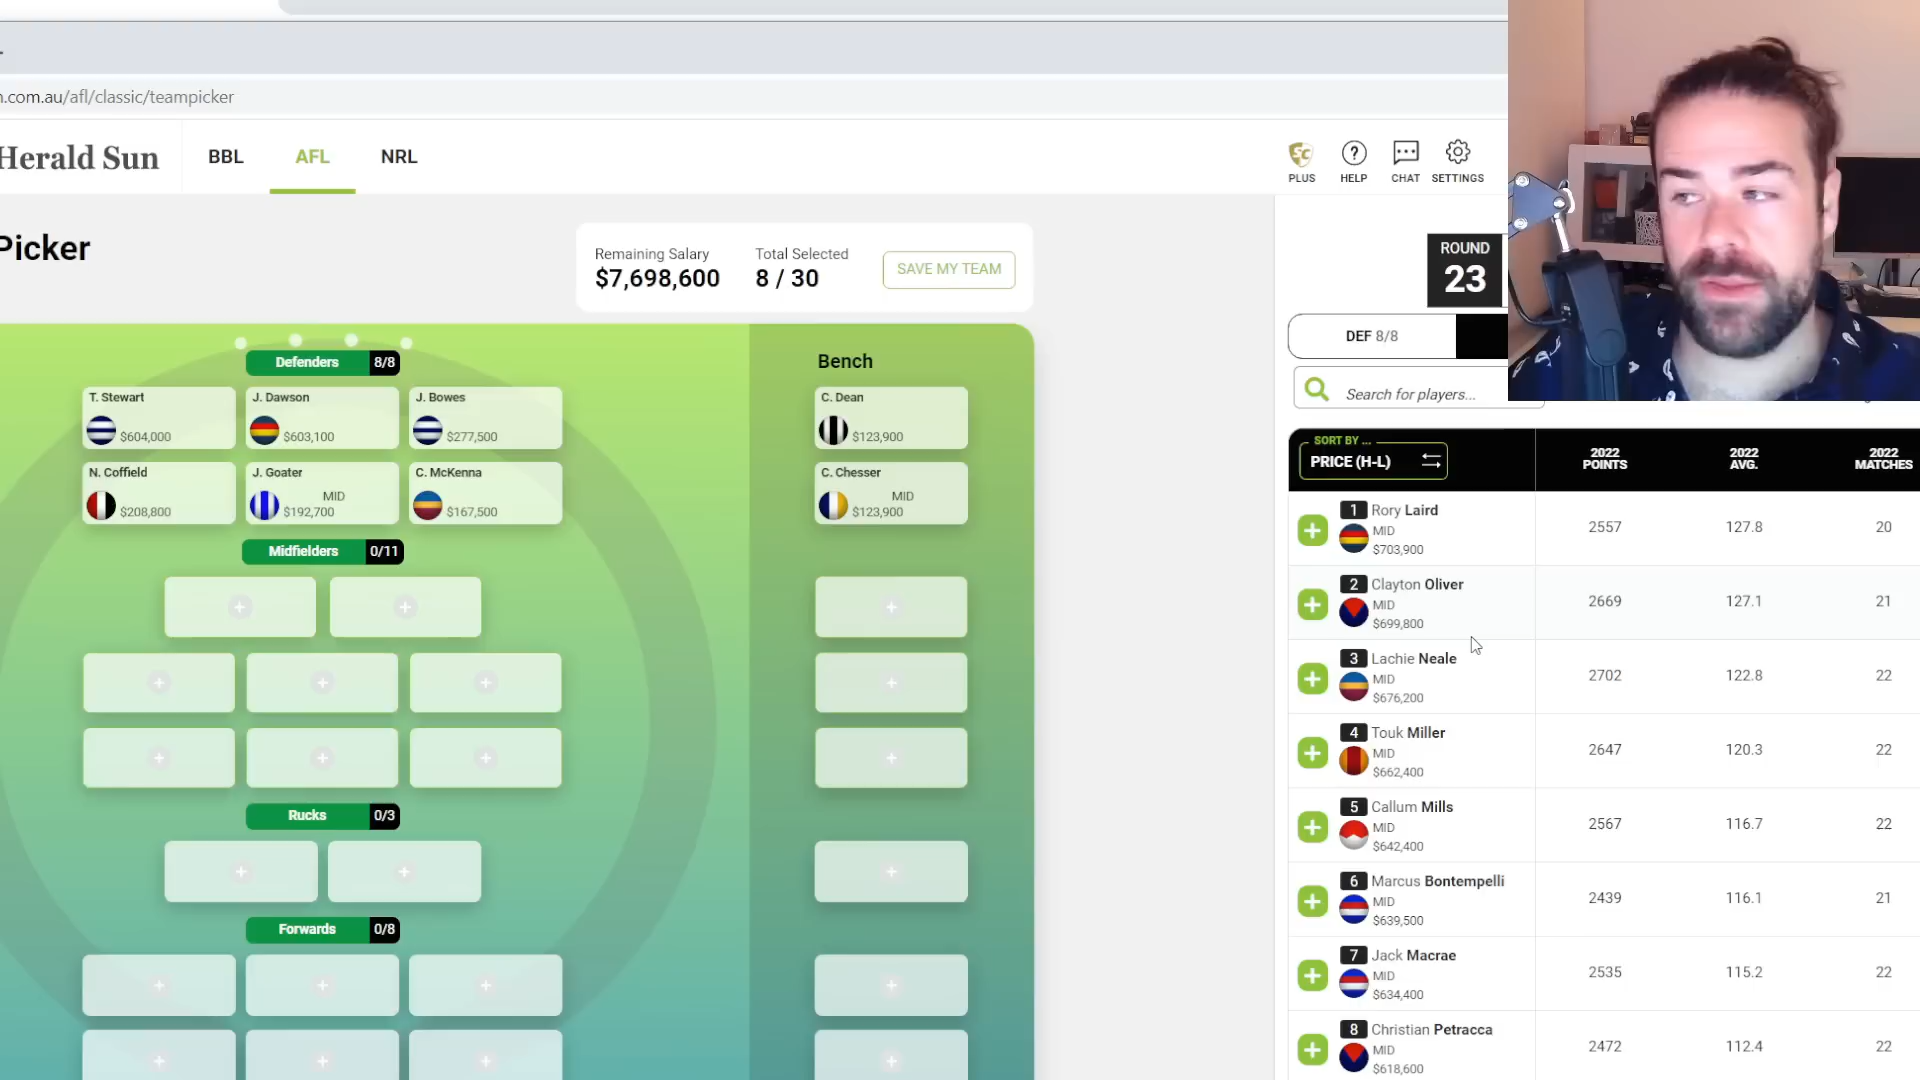 n.com.au/afl/classic/teampicker
Herald Sun
BBL
AFL
NRL
PLUS
HELP
CHAT
SETTINGS
Picker
Remaining Salary
$7,698,600
Total Selected
8 / 30
SAVE MY TEAM
ROUND
23
DEF 8/8
Search for players...
Defenders 8/8
Bench
T. Stewart
$604,000
J. Dawson
$603,100
J. Bowes
$277,500
C. Dean
$123,900
N. Coffield
$208,800
J. Goater
MID
$192,700
C. McKenna
$167,500
C. Chesser
MID
$123,900
Midfielders 0/11
Rucks 0/3
Forwards 0/8
SORT BY ...
PRICE (H-L)
2022 POINTS
2022 AVG.
2022 MATCHES
1 Rory Laird
MID
$703,900
2557
127.8
20
2 Clayton Oliver
MID
$699,800
2669
127.1
21
3 Lachie Neale
MID
$676,200
2702
122.8
22
4 Touk Miller
MID
$662,400
2647
120.3
22
5 Callum Mills
MID
$642,400
2567
116.7
22
6 Marcus Bontempelli
MID
$639,500
2439
116.1
21
7 Jack Macrae
MID
$634,400
2535
115.2
22
8 Christian Petracca
MID
$618,600
2472
112.4
22